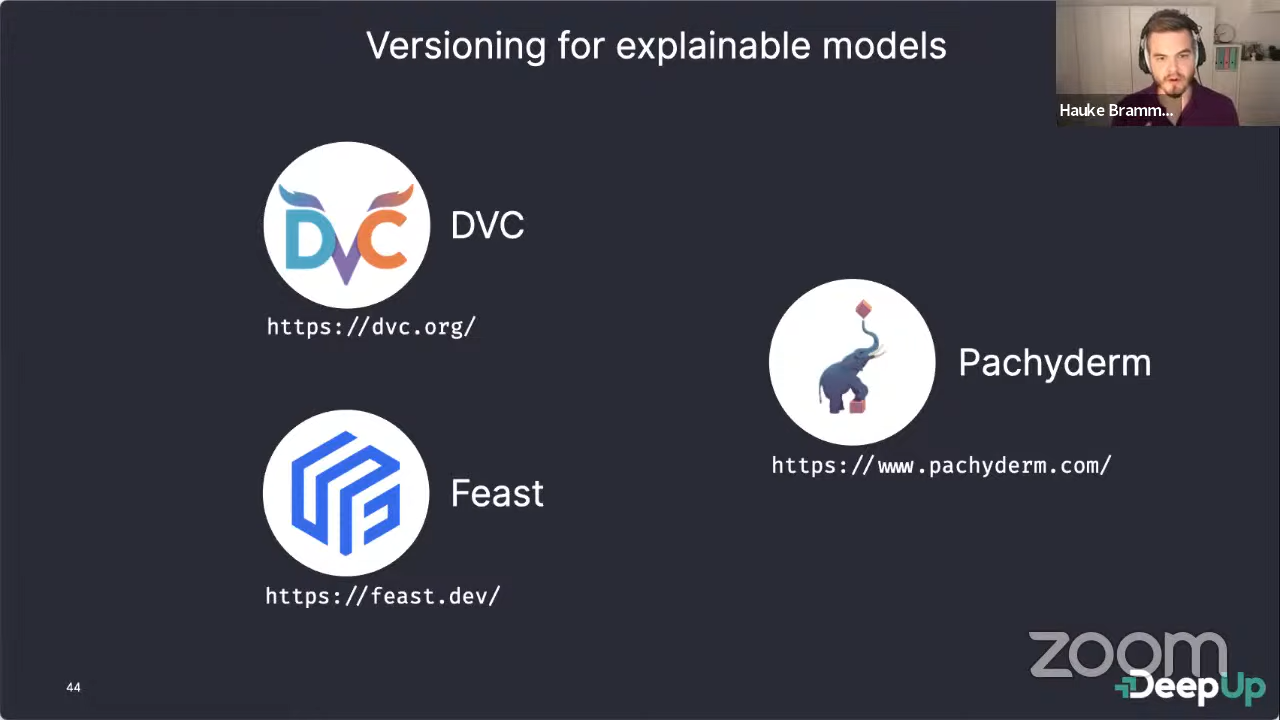 Versioning for explainable models
Hauke Bramm...
DVC
DVC
https://dvc.org/
Pachyderm
https://www.pachyderm.com/
Feast
https://feast.dev/
44
zoom
DeepUp